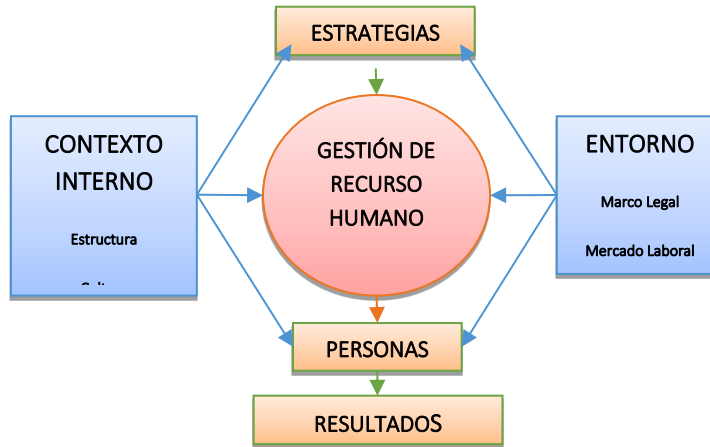 ESTRATEGIAS
CONTEXTO
INTERNO
Estructura
GESTIÓN DE
RECURSO
HUMANO
ENTORNO
Marco Legal
Mercado Laboral
PERSONAS
RESULTADOS